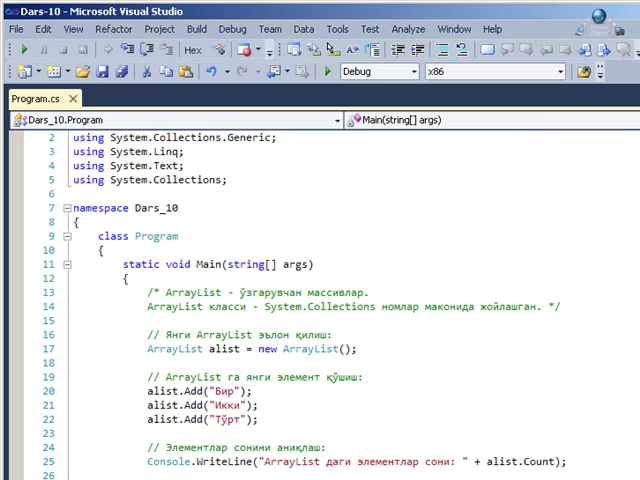 Dars-10 - Microsoft Visual Studio
File Edit View Refactor Project Build Debug Team Data Tools Test Analyze Window Help
Hex
Debug x86
Program.cs
Dars_10.Program Main(string[] args)
2 using System.Collections.Generic;
3 using System.Linq;
4 using System.Text;
5 using System.Collections;
6
7 namespace Dars_10
8 {
9 class Program
10 {
11 static void Main(string[] args)
12 {
13 /* ArrayList - ўзгарувчан массивлар.
14 ArrayList класси - System.Collections номлар маконида жойлашган. */
15
16 // Янги ArrayList эълон қилиш:
17 ArrayList alist = new ArrayList();
18
19 // ArrayList га янги элемент қўшиш:
20 alist.Add("Бир");
21 alist.Add("Икки");
22 alist.Add("Тўрт");
23
24 // Элементлар сонини аниқлаш:
25 Console.WriteLine("ArrayList даги элементлар сони: " + alist.Count);
26